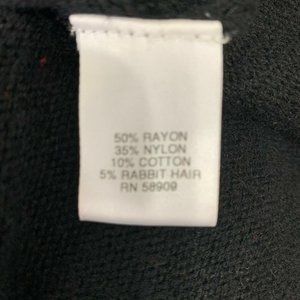 50% RAYON
35% NYLON
10% COTTON
5% RABBIT HAIR
RN 58909